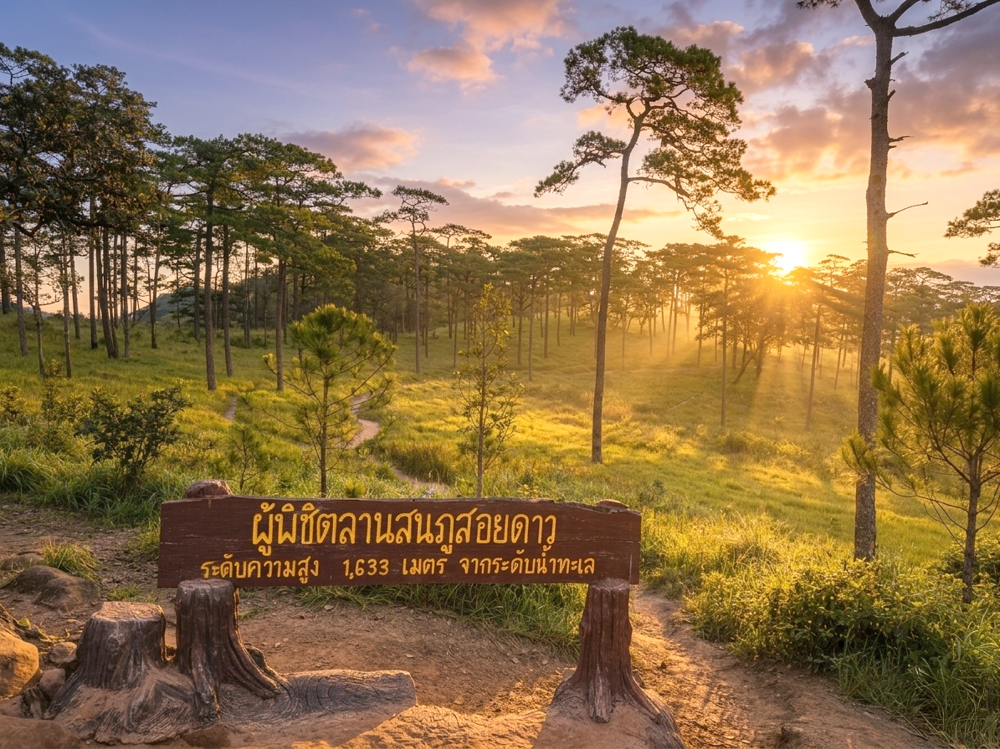 ผู้พิชิตลานสนภูสอยดาว
ระดับความสูง 1,633 เมตร จากระดับน้ำทะเล